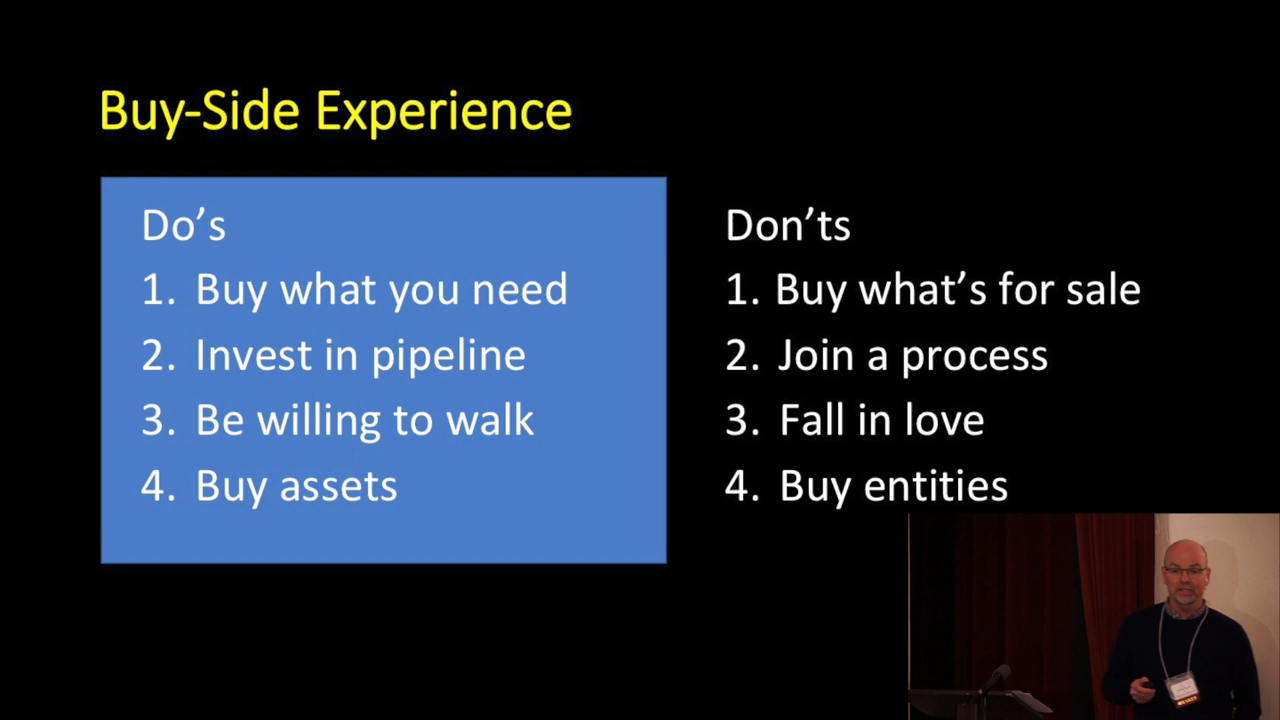 Buy-Side Experience
Do’s
1. Buy what you need
2. Invest in pipeline
3. Be willing to walk
4. Buy assets
Don’ts
1. Buy what’s for sale
2. Join a process
3. Fall in love
4. Buy entities